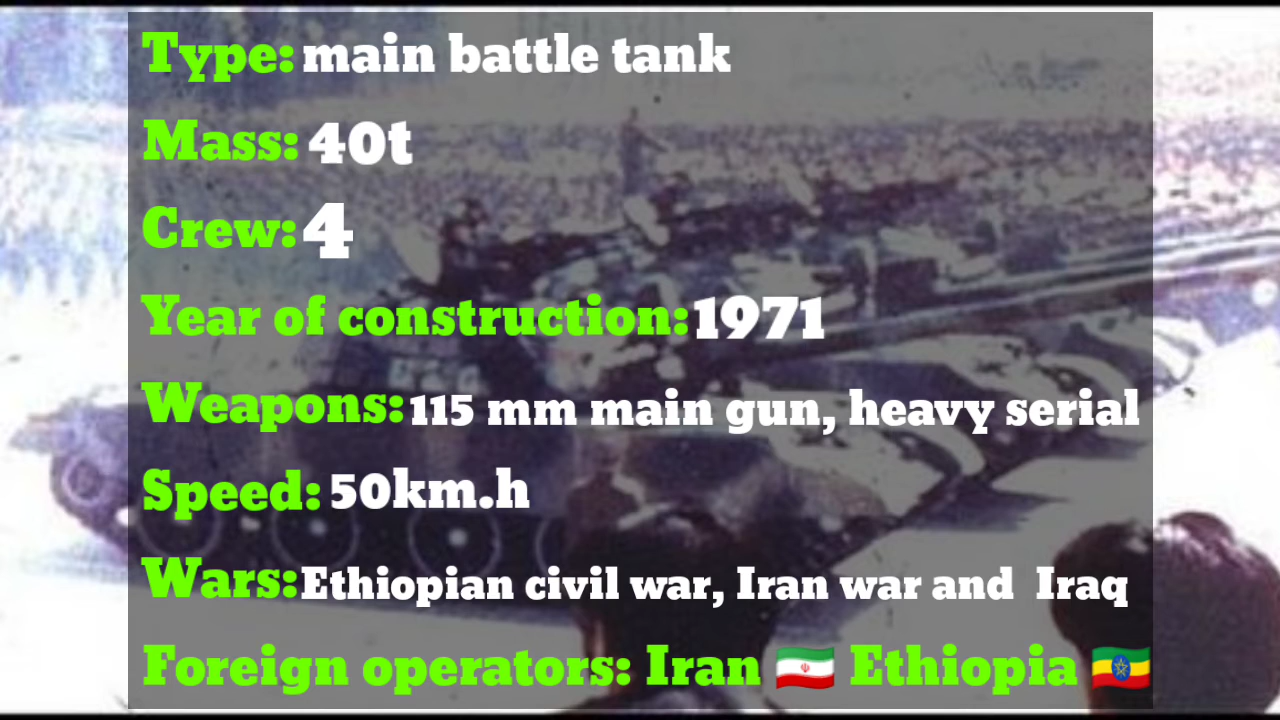 Type: main battle tank
Mass: 40t
Crew: 4
Year of construction: 1971
Weapons: 115 mm main gun, heavy serial
Speed: 50km.h
Wars: Ethiopian civil war, Iran war and Iraq
Foreign operators: Iran 🇮🇷 Ethiopia 🇪🇹